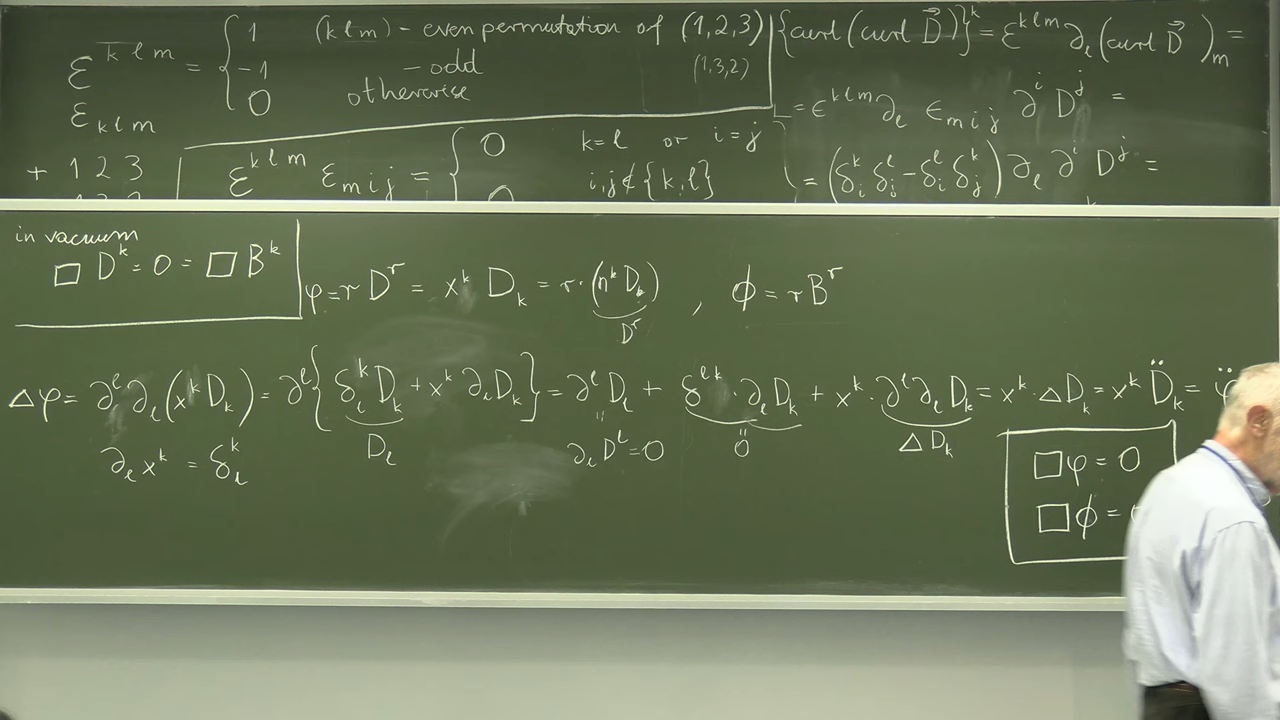 ε^{klm} = { 1 (klm) - even permutation of (1,2,3)
-1 - odd (1,3,2)
0 otherwise
ε_{klm}
+ 1 2 3
ε^{klm} ε_{mij} = { 0 k=l or i=j
i,j∉{k,l}
{curl(curl D⃗)}^k = ε^{klm} ∂_l (curl D⃗)_m =
= ϵ^{klm} ∂_l ϵ_{mij} ∂^i D^j =
= (δ^k_i δ^l_j - δ^l_i δ^k_j) ∂_l ∂^i D^j =
in vacuum
□ D^k = 0 = □ B^k
φ = r D^r = x^k D_k = r·(n^k D_k) , ϕ = r B^r
D^r
Δφ = ∂^l ∂_l (x^k D_k) = ∂^l { δ_l^k D_k + x^k ∂_l D_k } = ∂^l D_l + δ^{lk} · ∂_l D_k + x^k · ∂^l ∂_l D_k = x^k · ΔD_k = x^k D̈_k =
∂_l x^k = δ^k_l D_l ∂_l D^l = 0 0 Δ D_k
□φ = 0
□ϕ =